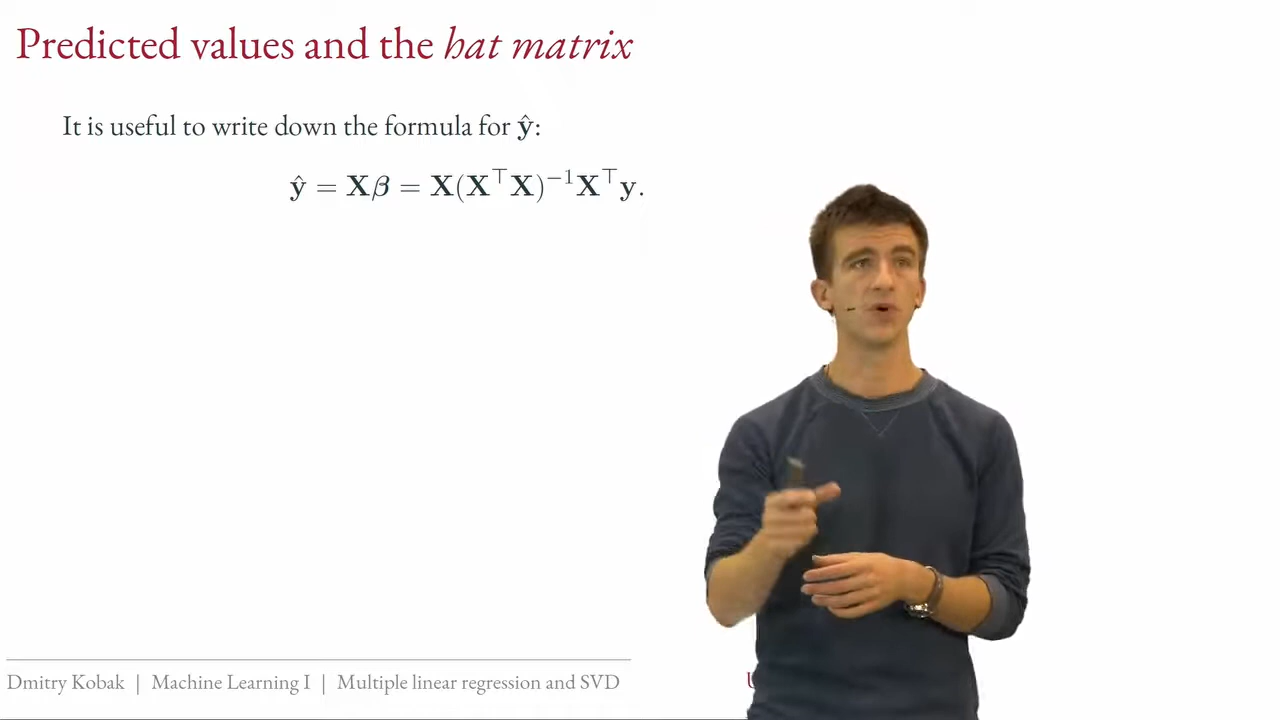 Predicted values and the hat matrix
It is useful to write down the formula for ŷ:
ŷ = Xβ = X(X⊤X)⁻¹X⊤y.
Dmitry Kobak | Machine Learning I | Multiple linear regression and SVD